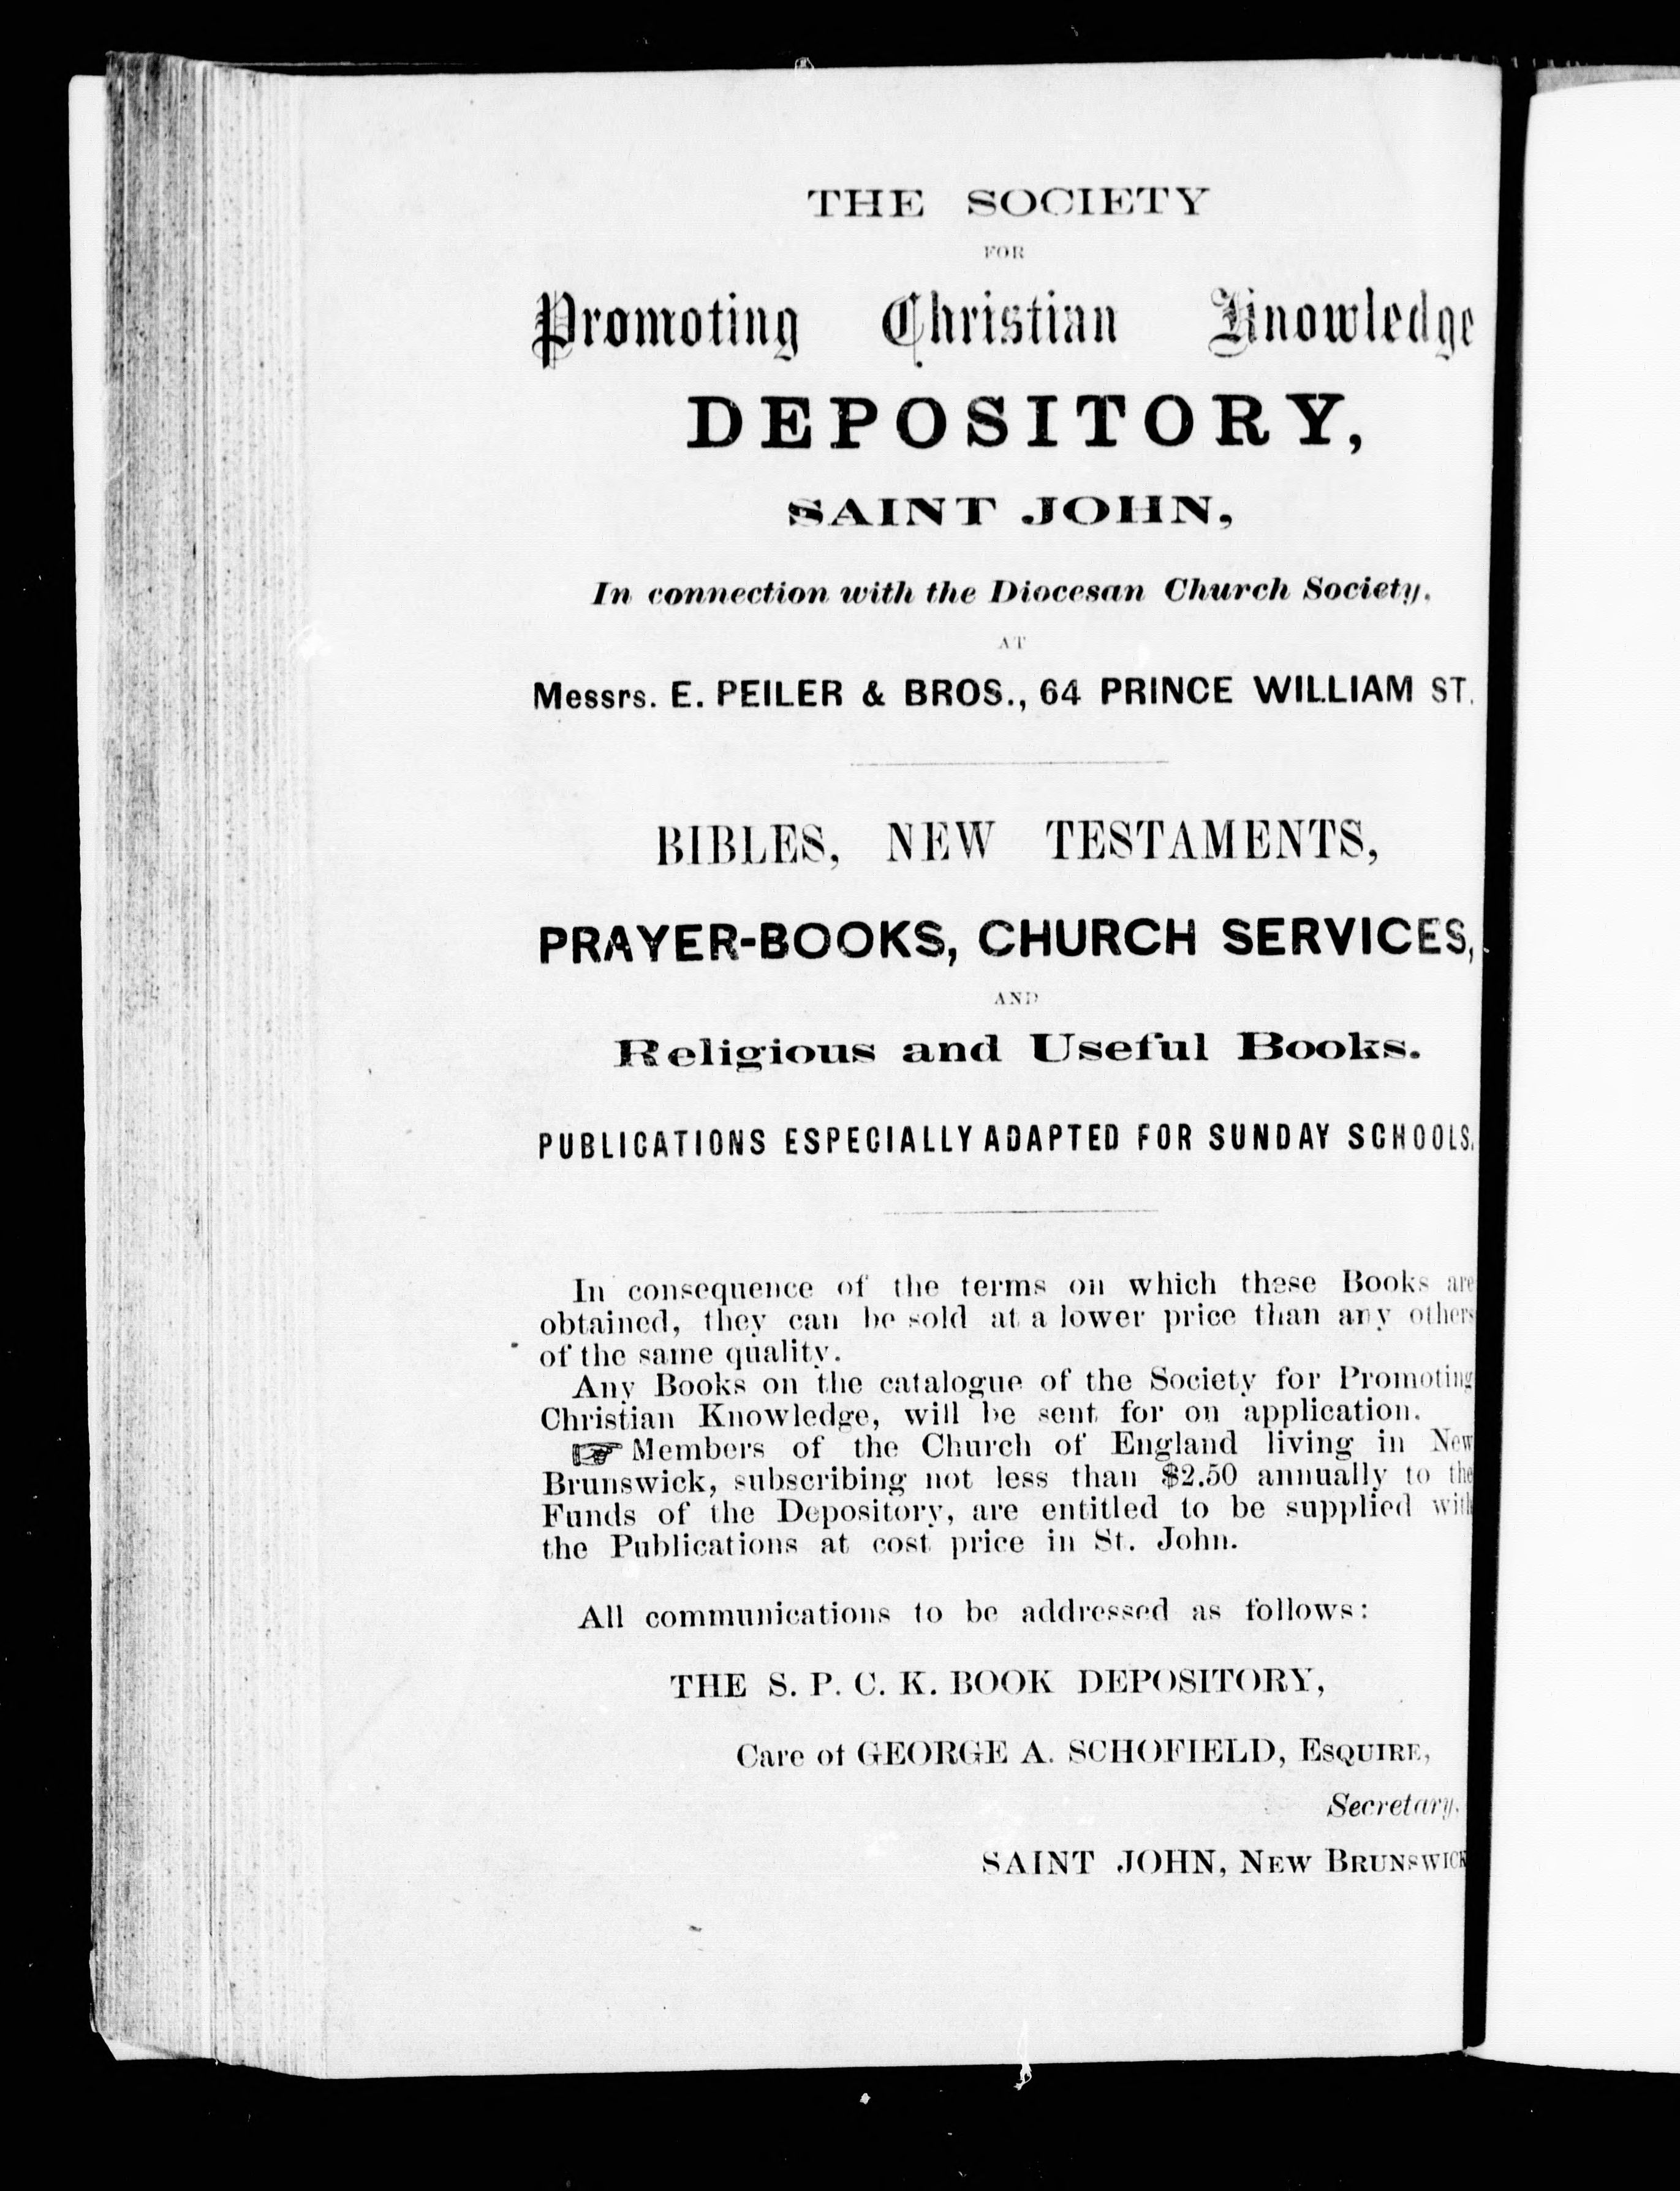 THE SOCIETY
FOR
Promoting Christian Knowledge
DEPOSITORY,
SAINT JOHN,
In connection with the Diocesan Church Society,
AT
Messrs. E. PEILER & BROS., 64 PRINCE WILLIAM ST.
BIBLES, NEW TESTAMENTS,
PRAYER-BOOKS, CHURCH SERVICES,
AND
Religious and Useful Books.
PUBLICATIONS ESPECIALLY ADAPTED FOR SUNDAY SCHOOLS.
In consequence of the terms on which these Books are
obtained, they can be sold at a lower price than any others
of the same quality.
Any Books on the catalogue of the Society for Promoting
Christian Knowledge, will be sent for on application.
☞ Members of the Church of England living in New
Brunswick, subscribing not less than $2.50 annually to the
Funds of the Depository, are entitled to be supplied with
the Publications at cost price in St. John.
All communications to be addressed as follows:
THE S. P. C. K. BOOK DEPOSITORY,
Care of GEORGE A. SCHOFIELD, ESQUIRE,
Secretary.
SAINT JOHN, NEW BRUNSWICK